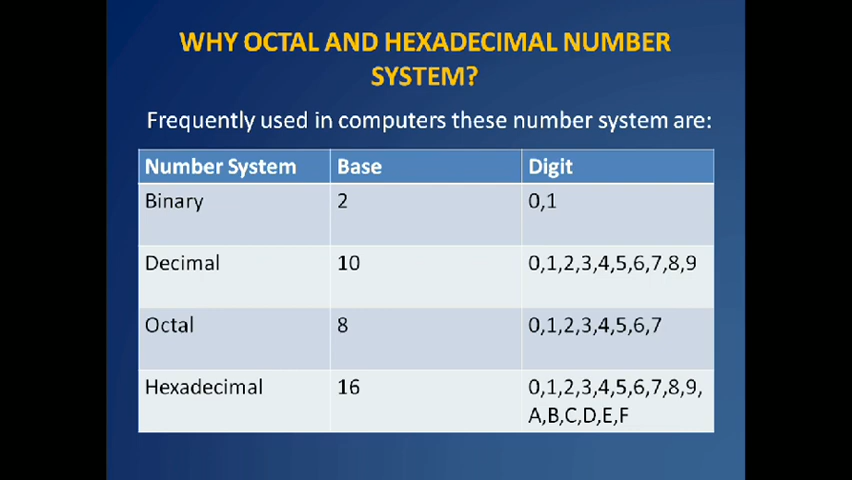 WHY OCTAL AND HEXADECIMAL NUMBER
SYSTEM?
Frequently used in computers these number system are:
Number System Base Digit
Binary 2 0,1
Decimal 10 0,1,2,3,4,5,6,7,8,9
Octal 8 0,1,2,3,4,5,6,7
Hexadecimal 16 0,1,2,3,4,5,6,7,8,9,
A,B,C,D,E,F